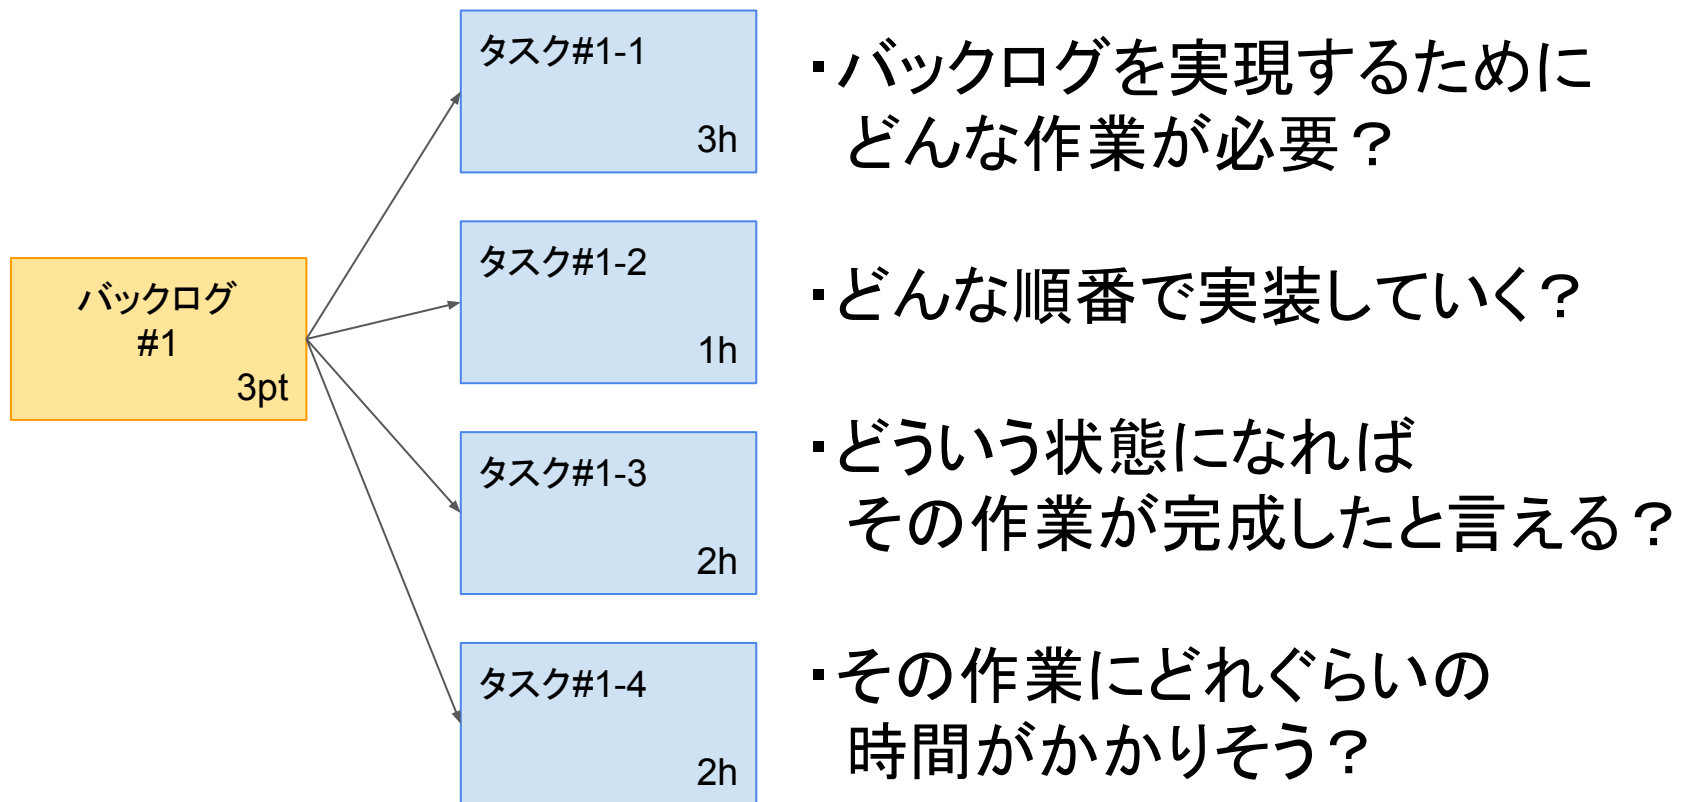 バックログ
#1
3pt
タスク#1-1
3h
タスク#1-2
1h
タスク#1-3
2h
タスク#1-4
2h
・バックログを実現するために
どんな作業が必要？
・どんな順番で実装していく？
・どういう状態になれば
その作業が完成したと言える？
・その作業にどれぐらいの
時間がかかりそう？